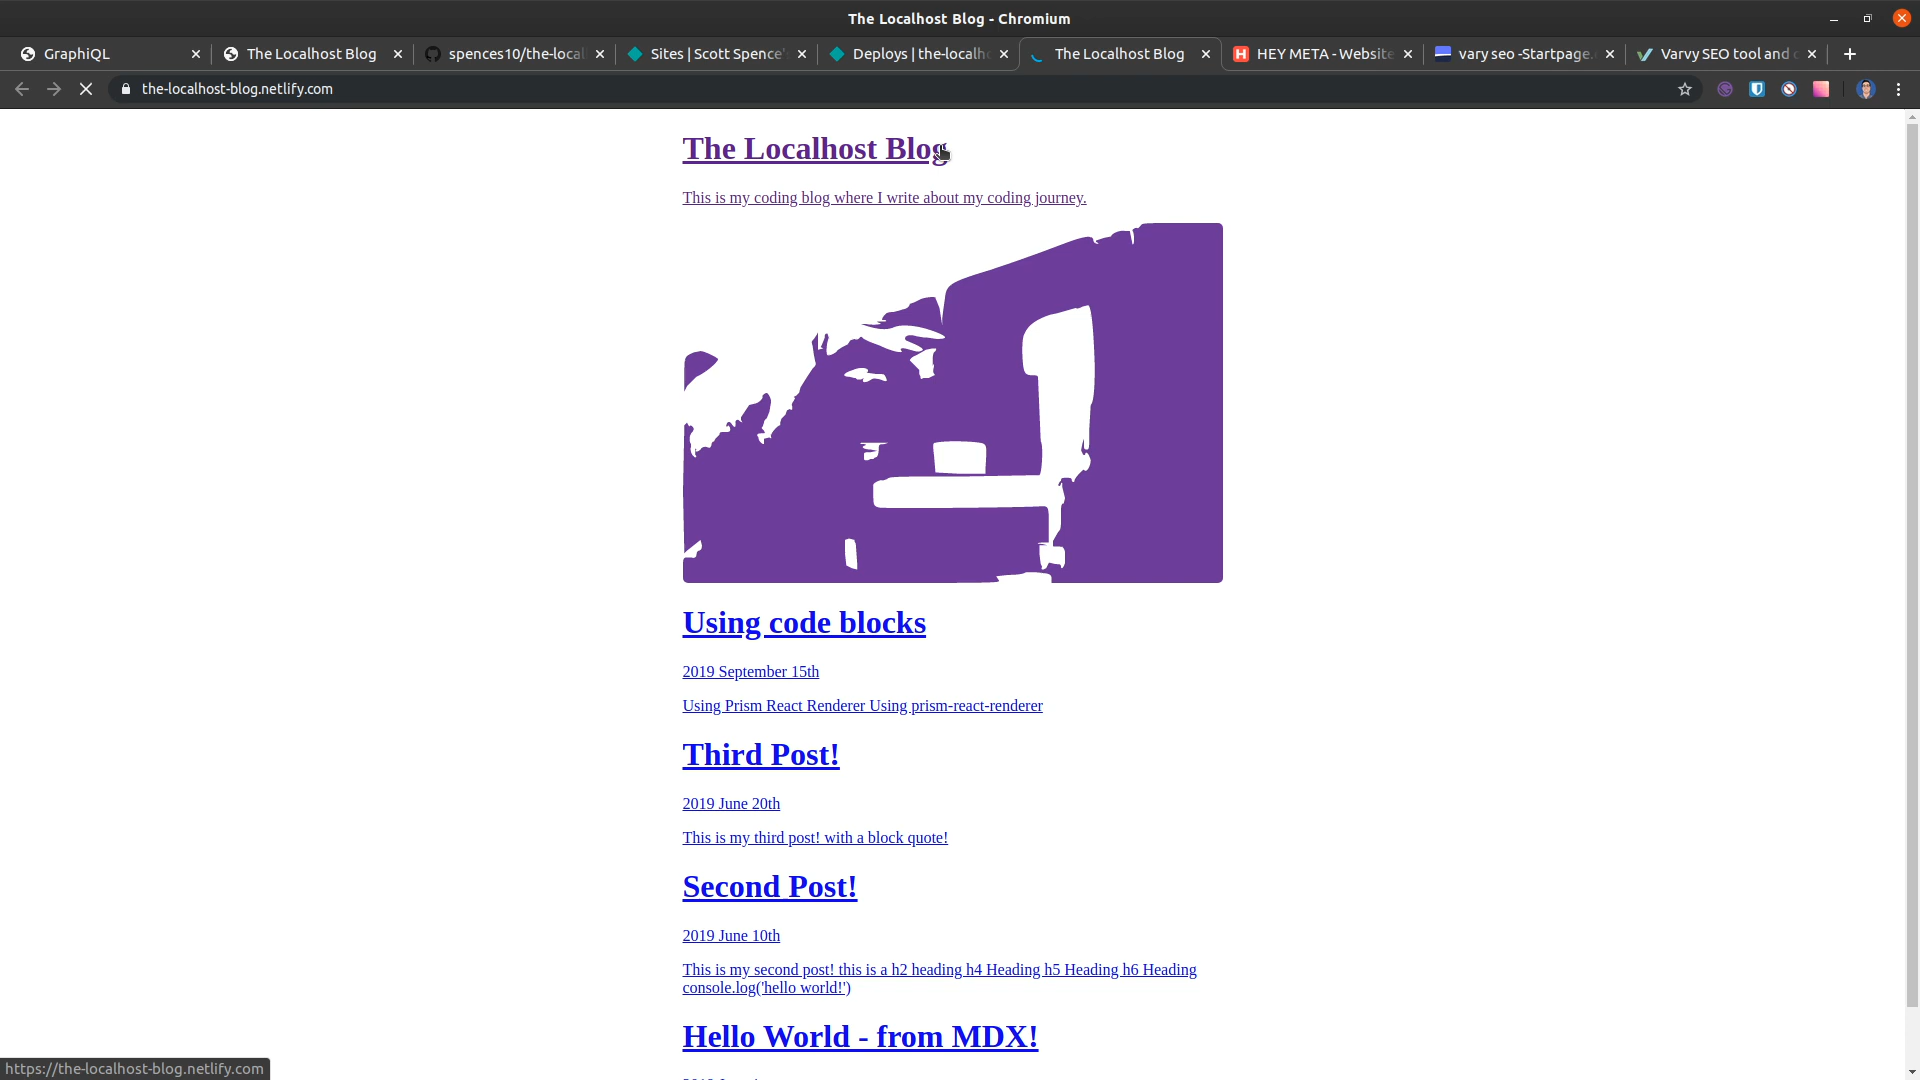 The Localhost Blog - Chromium
GraphiQL
The Localhost Blog
spences10/the-local
Sites | Scott Spence's
Deploys | the-localho
The Localhost Blog
HEY META - Website
vary seo -Startpage.
Varvy SEO tool and o
the-localhost-blog.netlify.com
The Localhost Blog
This is my coding blog where I write about my coding journey.
Using code blocks
2019 September 15th
Using Prism React Renderer Using prism-react-renderer
Third Post!
2019 June 20th
This is my third post! with a block quote!
Second Post!
2019 June 10th
This is my second post! this is a h2 heading h4 Heading h5 Heading h6 Heading
console.log('hello world!')
Hello World - from MDX!
https://the-localhost-blog.netlify.com